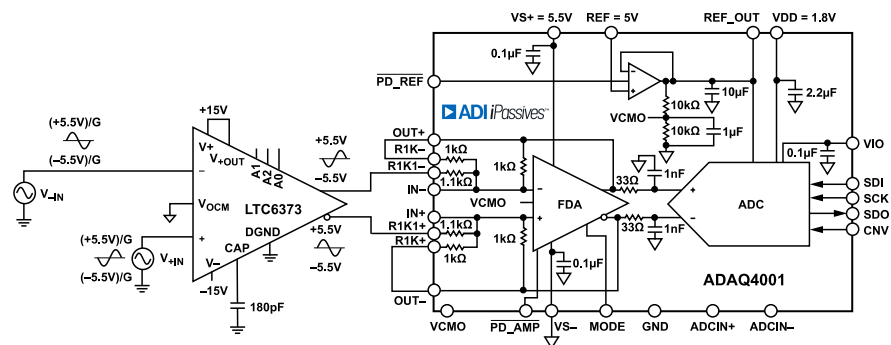 VS+ = 5.5V
REF = 5V
REF_OUT
VDD = 1.8V
0.1µF
PD_REF
ADI iPassives™
10kΩ
10µF
2.2µF
VCMO
10kΩ
1µF
VIO
0.1µF
+15V
(+5.5V)/G
(–5.5V)/G
V+
V+OUT
A1
A2
A0
+5.5V
–5.5V
OUT+
R1K–
1kΩ
R1K1–
1.1kΩ
IN–
1kΩ
33Ω
1nF
SDI
SCK
SDO
CNV
–
V–IN
VOCM
LTC6373
VCMO
FDA
ADC
+
–
(+5.5V)/G
(–5.5V)/G
V+IN
+
CAP
DGND
V–
–15V
180pF
+5.5V
–5.5V
IN+
R1K1+
1.1kΩ
R1K+
1kΩ
1kΩ
33Ω
1nF
0.1µF
OUT–
ADAQ4001
VCMO
PD_AMP
VS–
MODE
GND
ADCIN+
ADCIN–